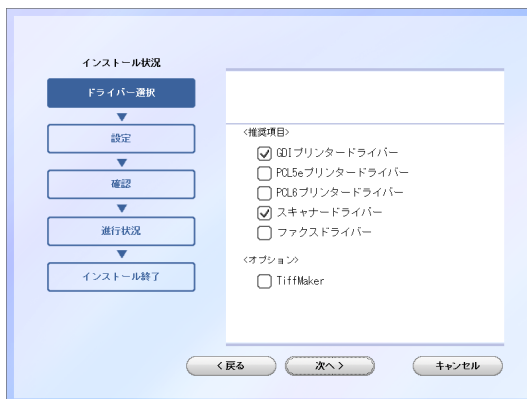 インストール状況
ドライバー選択
設定
確認
進行状況
インストール終了
<推奨項目>
GDIプリンタードライバー
PCL5eプリンタードライバー
PCL6プリンタードライバー
スキャナードライバー
ファクスドライバー
<オプション>
TiffMaker
<戻る
次へ>
キャンセル